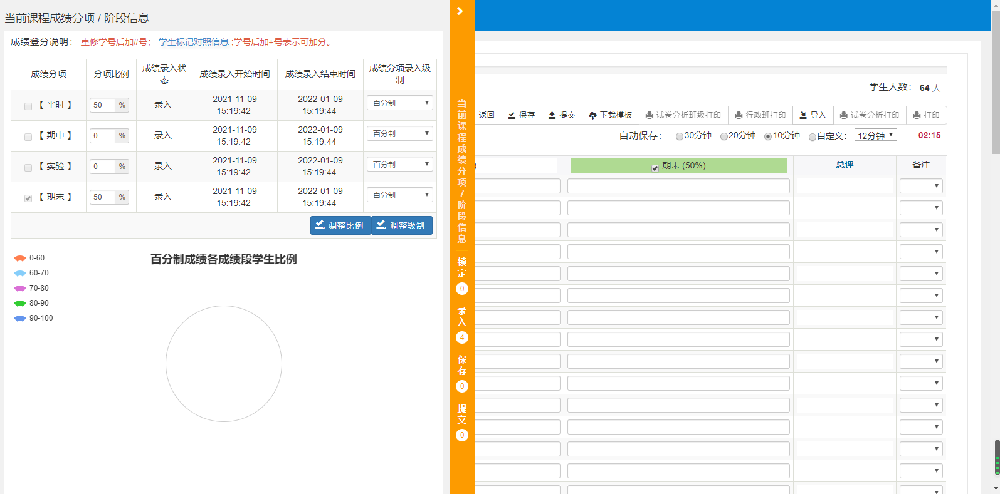 当前课程成绩分项 / 阶段信息
成绩登分说明： 重修学号后加#号； 学生标记对照信息 ;学号后加+号表示可加分。
成绩分项 分项比例 成绩录入状态 成绩录入开始时间 成绩录入结束时间 成绩分项录入级制
【 平时 】 50 % 录入 2021-11-09 15:19:42 2022-01-09 15:19:44 百分制
【 期中 】 0 % 录入 2021-11-09 15:19:42 2022-01-09 15:19:44 百分制
【 实验 】 0 % 录入 2021-11-09 15:19:42 2022-01-09 15:19:44 百分制
【 期末 】 50 % 录入 2021-11-09 15:19:42 2022-01-09 15:19:44 百分制
调整比例 调整级制
百分制成绩各成绩段学生比例
0-60
60-70
70-80
80-90
90-100
当前课程成绩分项/阶段信息
锁定
0
录入
4
保存
0
提交
0
学生人数： 64 人
返回 保存 提交 下载模板 试卷分析班级打印 行政班打印 导入 试卷分析打印 打印
自动保存： 30分钟 20分钟 10分钟 自定义： 12分钟 02:15
) 期末 (50%) 总评 备注